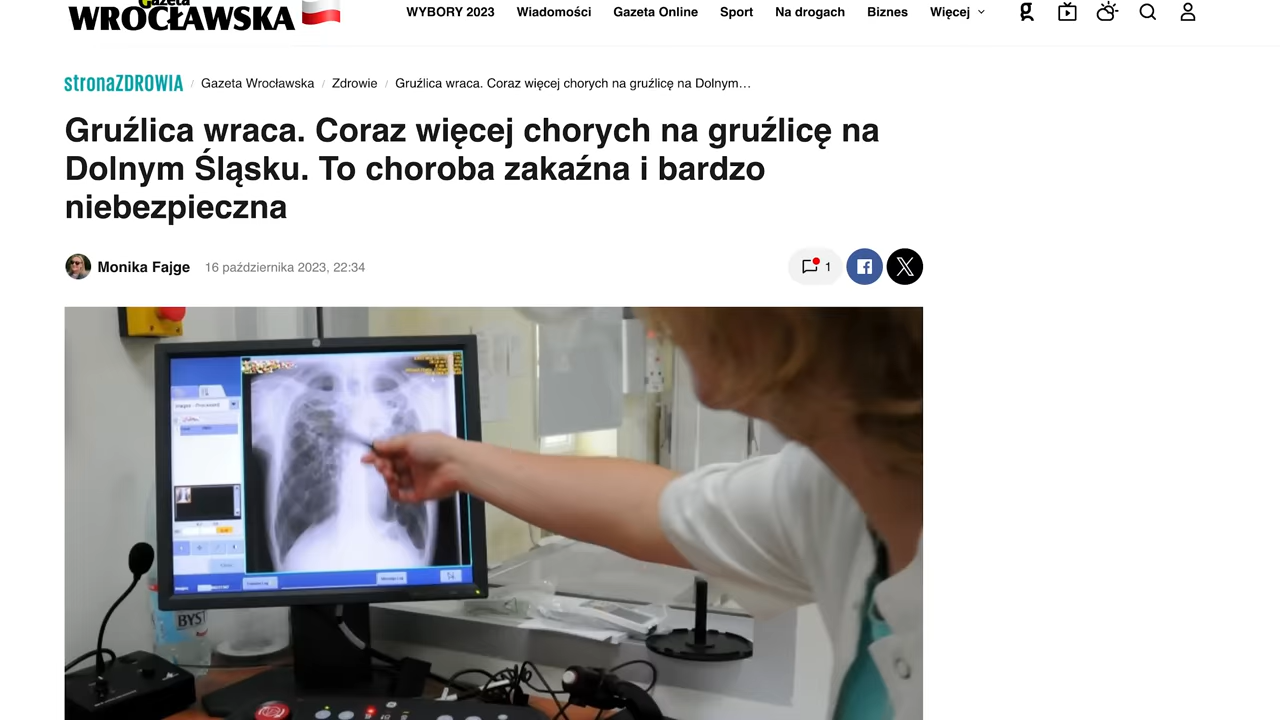 Gazeta
WROCŁAWSKA
WYBORY 2023 Wiadomości Gazeta Online Sport Na drogach Biznes Więcej
stronaZDROWIA / Gazeta Wrocławska / Zdrowie / Gruźlica wraca. Coraz więcej chorych na gruźlicę na Dolnym…
Gruźlica wraca. Coraz więcej chorych na gruźlicę na
Dolnym Śląsku. To choroba zakaźna i bardzo
niebezpieczna
Monika Fajge 16 października 2023, 22:34
1
BYST